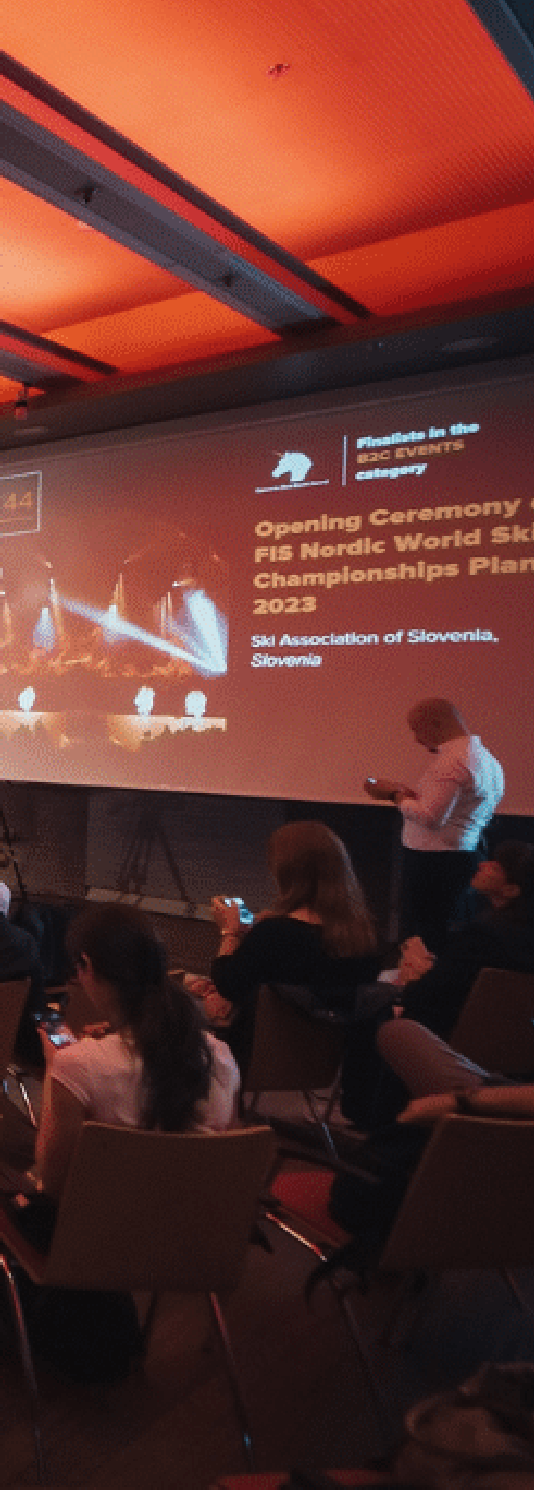 44
Finalists in the
B2C EVENTS
category
Opening Ceremony
FIS Nordic World Ski
Championships Plan
2023
Ski Association of Slovenia,
Slovenia